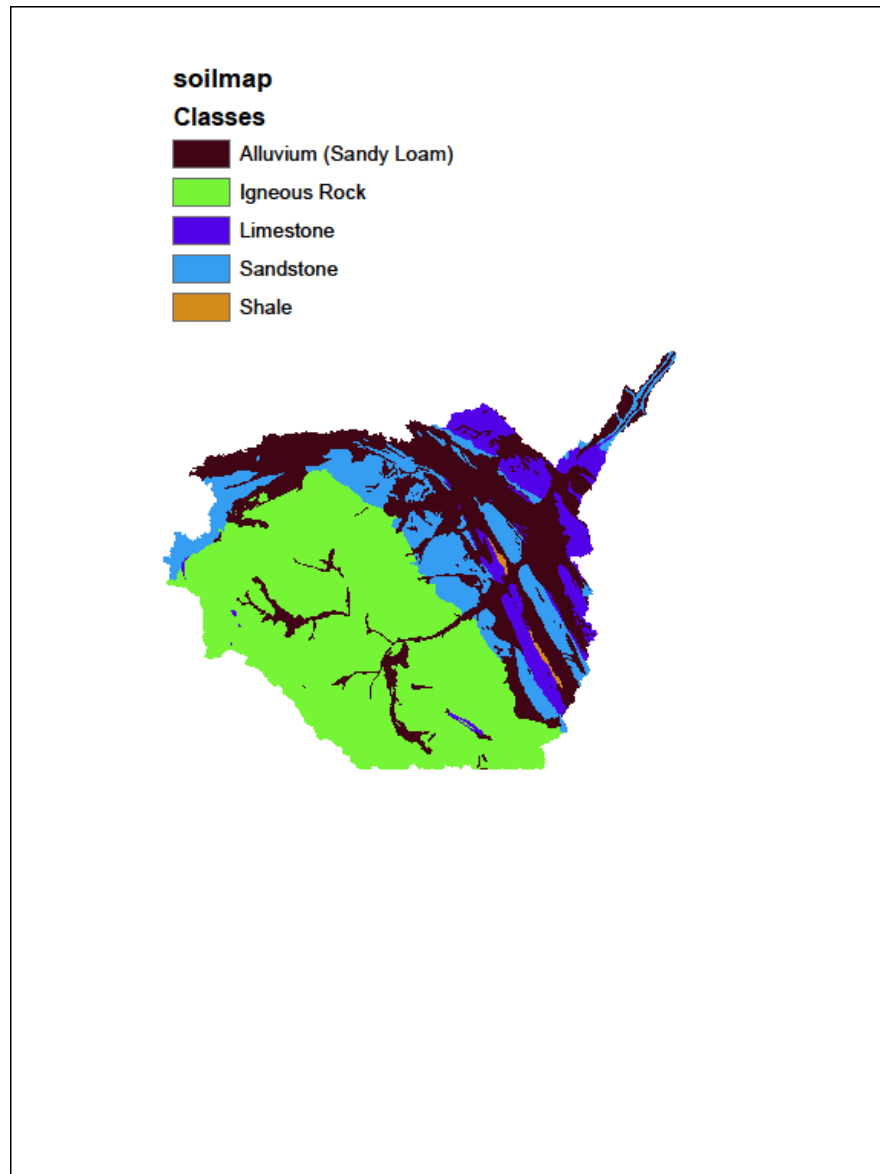 soilmap
Classes
Alluvium (Sandy Loam)
Igneous Rock
Limestone
Sandstone
Shale